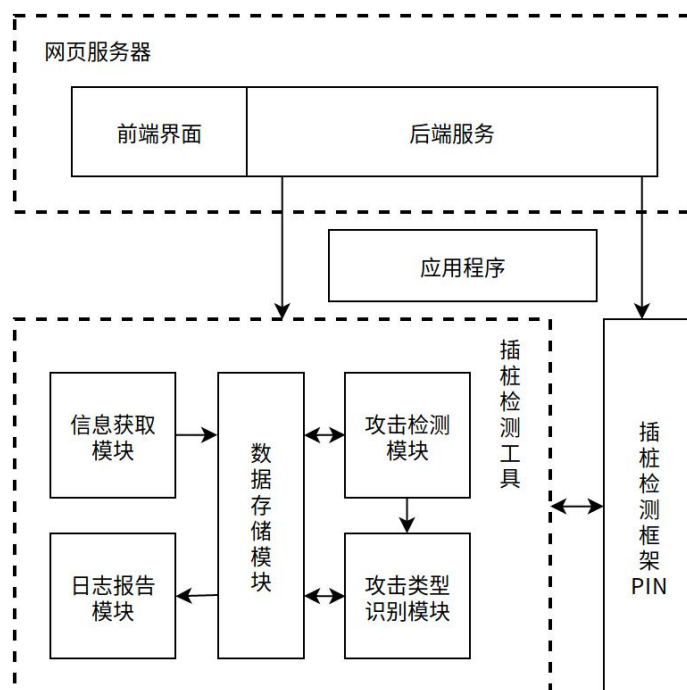 网页服务器
前端界面
后端服务
应用程序
插
桩
检
测
工
具
信息获取
模块
数
据
存
储
模
块
攻击检测
模块
日志报告
模块
攻击类型
识别模块
插
桩
检
测
框
架
PIN